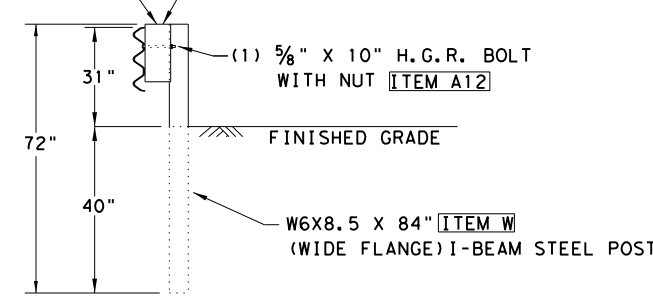 (1) 5/8" X 10" H.G.R. BOLT
WITH NUT ITEM A12
31"
FINISHED GRADE
72"
40"
W6X8.5 X 84" ITEM W
(WIDE FLANGE) I-BEAM STEEL POST